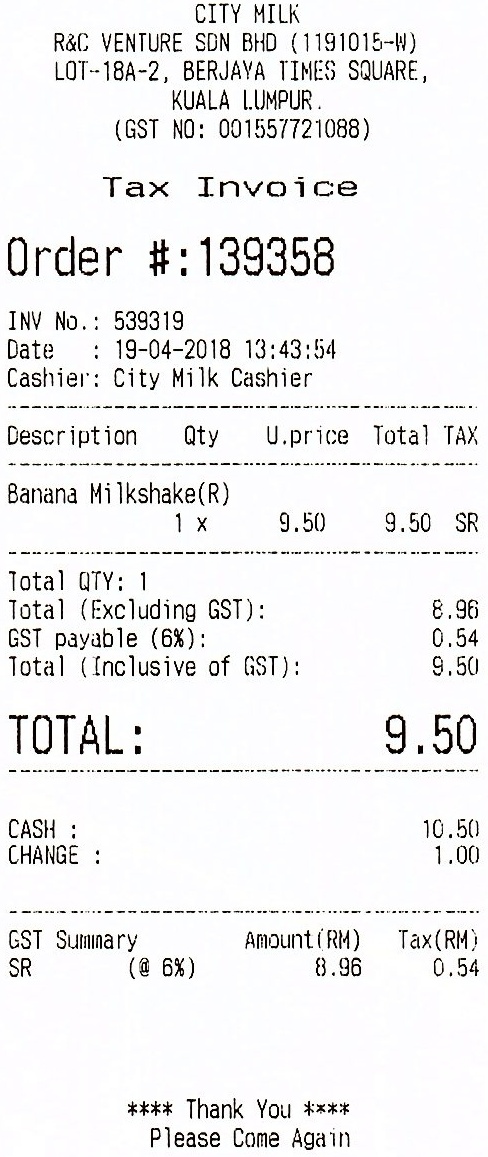 CITY MILK
R&C VENTURE SDN BHD (1191015-W)
LOT-18A-2, BERJAYA TIMES SQUARE,
KUALA LUMPUR.
(GST NO: 001557721088)
Tax Invoice
Order #:139358
INV No.: 539319
Date : 19-04-2018 13:43:54
Cashier: City Milk Cashier
Description Qty U.price Total TAX
Banana Milkshake(R)
1 x 9.50 9.50 SR
Total QTY: 1
Total (Excluding GST): 8.96
GST payable (6%): 0.54
Total (Inclusive of GST): 9.50
TOTAL: 9.50
CASH : 10.50
CHANGE : 1.00
GST Summary Amount(RM) Tax(RM)
SR (@ 6%) 8.96 0.54
**** Thank You ****
Please Come Again